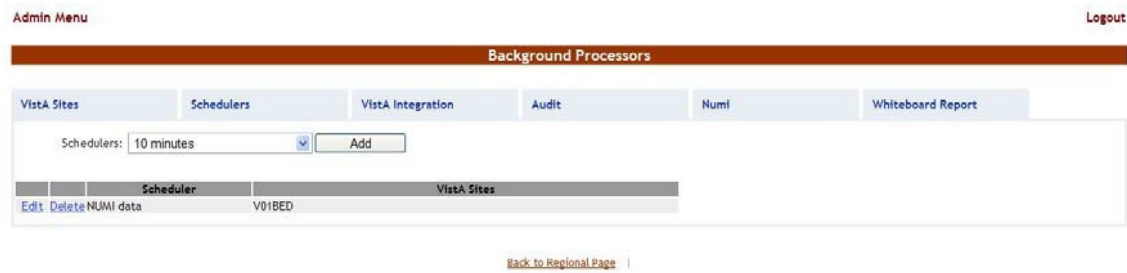 Admin Menu Logout
Background Processors
VistA Sites Schedulers VistA Integration Audit Numi Whiteboard Report
Schedulers: 10 minutes Add
Scheduler VistA Sites
Edit Delete NUMI data V01BED
Back to Regional Page |